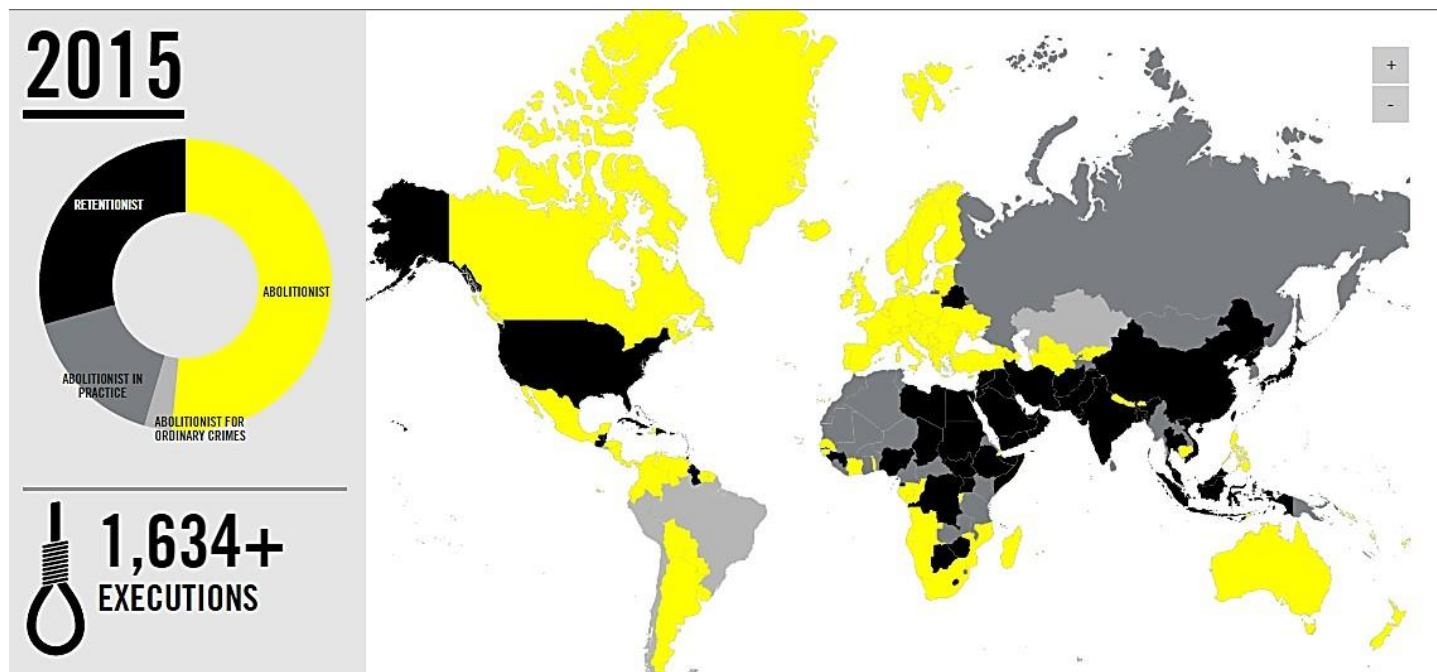 2015
RETENTIONIST
ABOLITIONIST
ABOLITIONIST IN
PRACTICE
ABOLITIONIST FOR
ORDINARY CRIMES
1,634+
EXECUTIONS
+
-